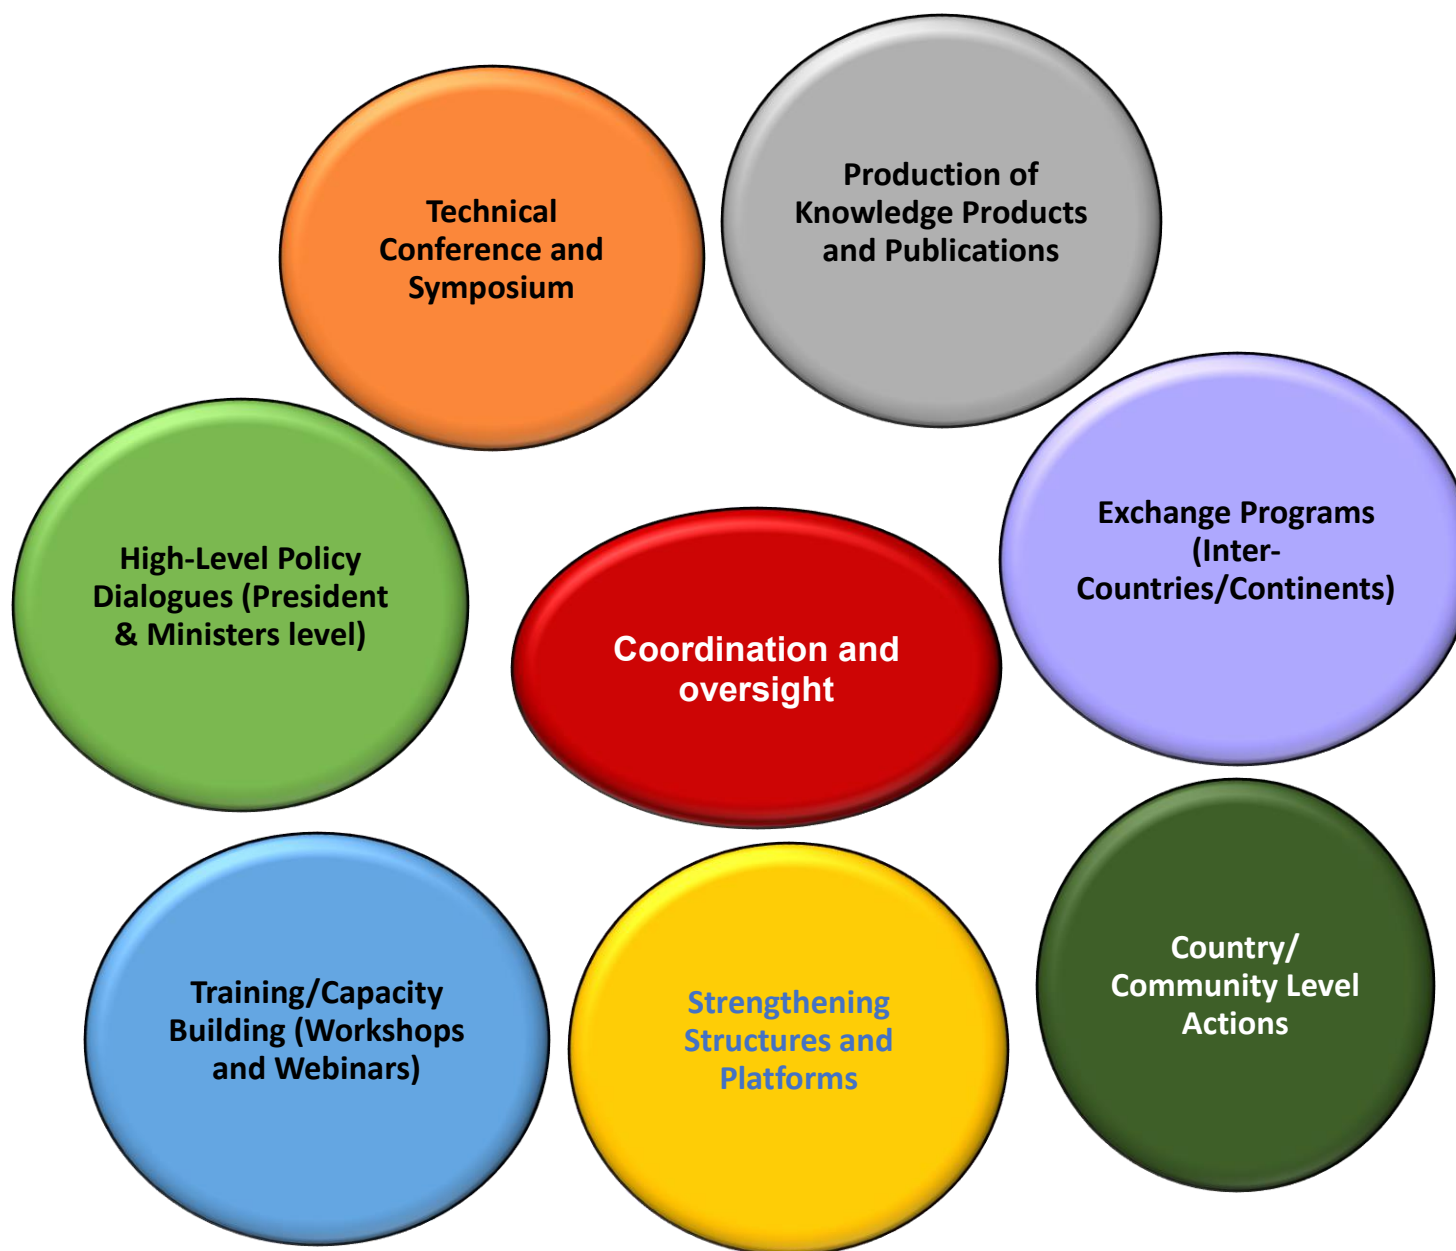 Technical
Conference and
Symposium
Production of
Knowledge Products
and Publications
High-Level Policy
Dialogues (President
& Ministers level)
Exchange Programs
(Inter-
Countries/Continents)
Coordination and
oversight
Training/Capacity
Building (Workshops
and Webinars)
Strengthening
Structures and
Platforms
Country/
Community Level
Actions